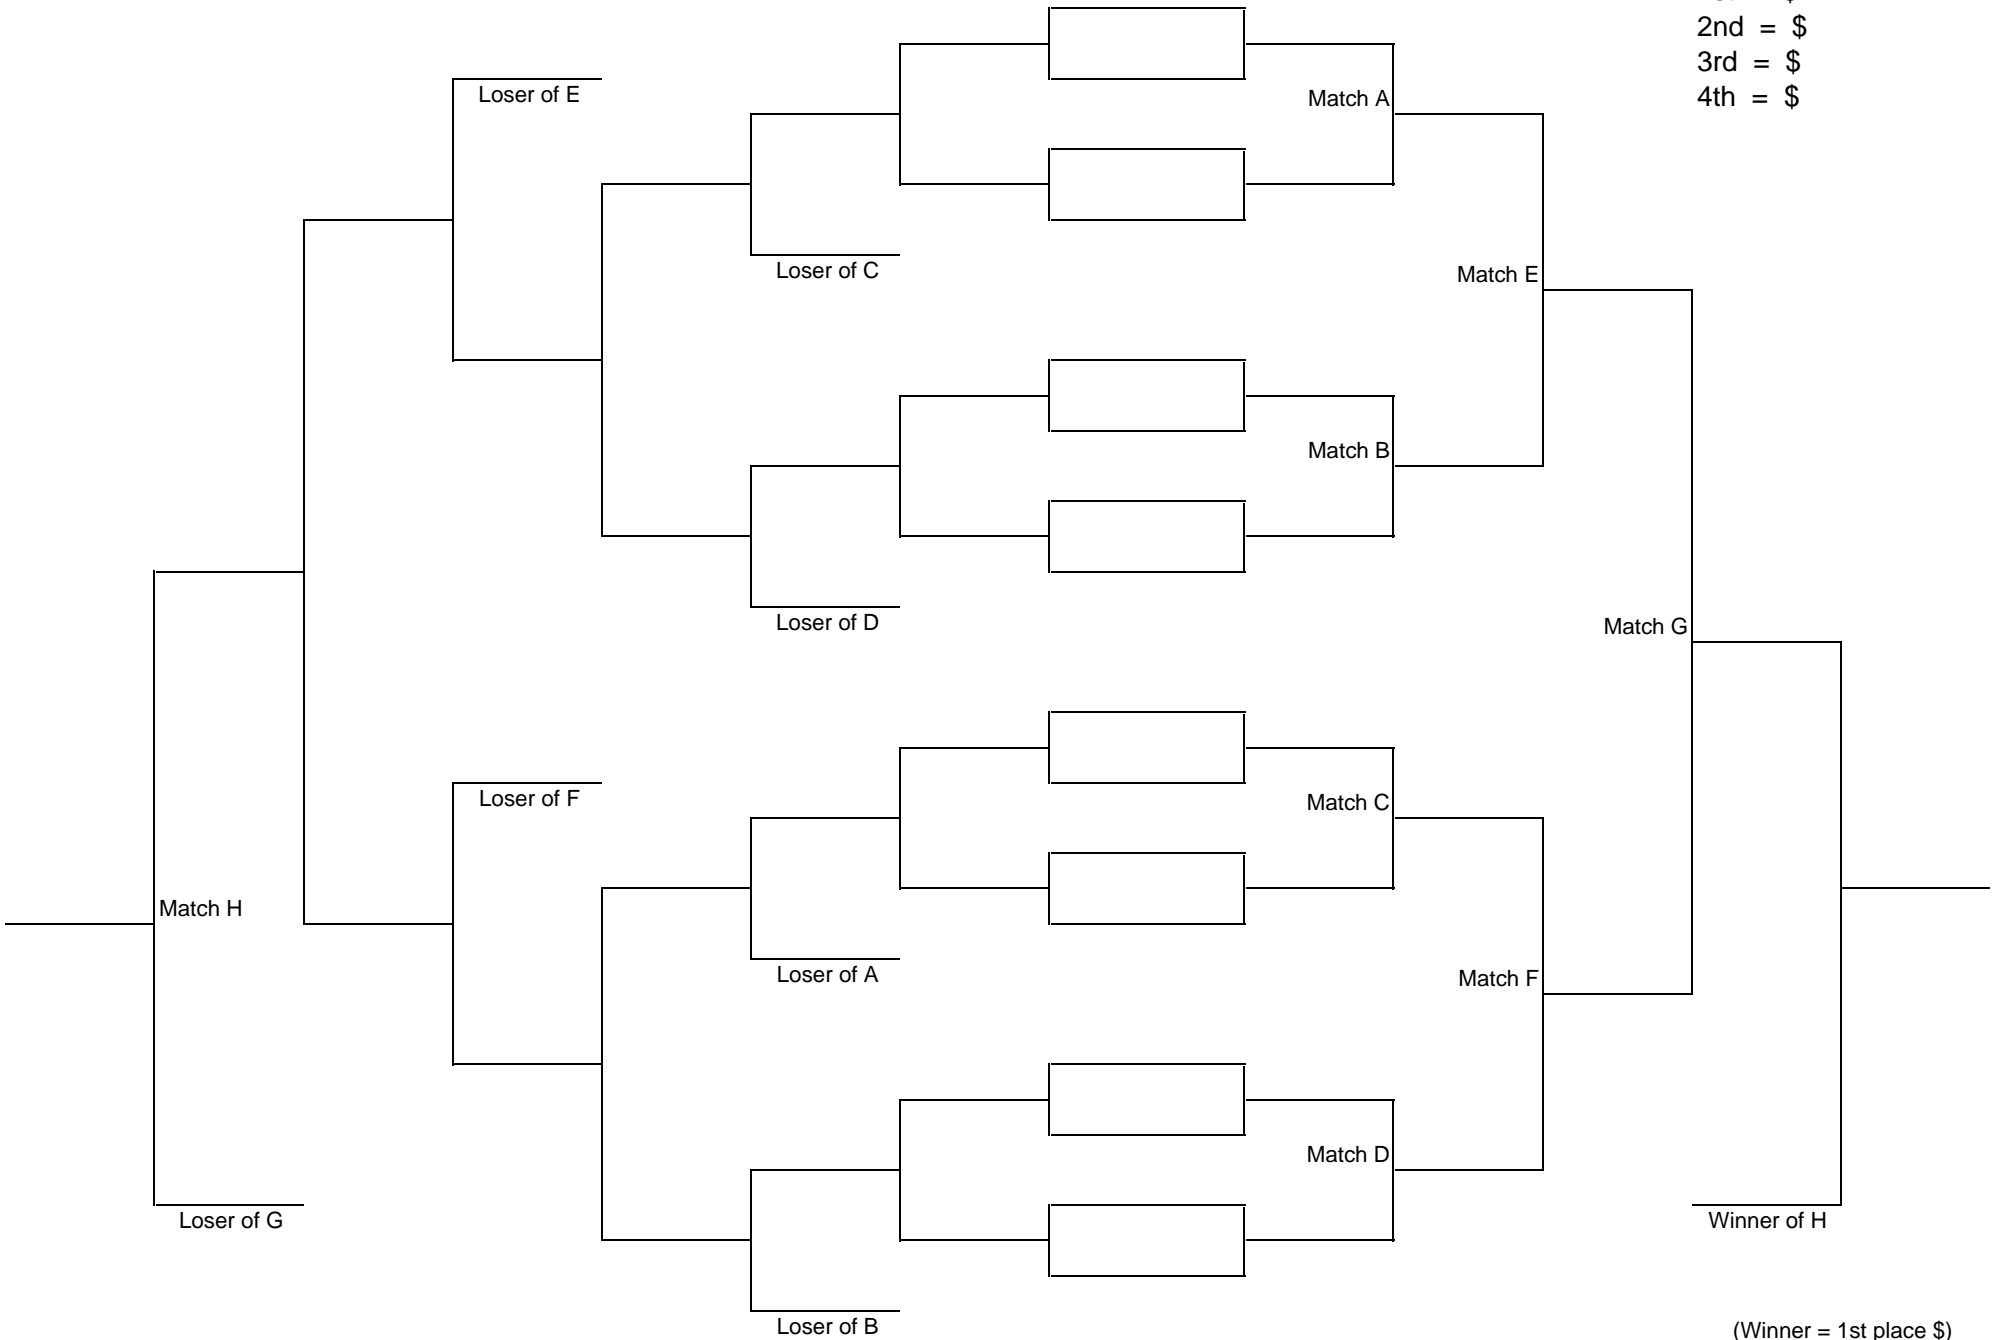 2nd = $
3rd = $
4th = $
Loser of E
Match A
Loser of C
Match E
Match B
Loser of D
Match G
Loser of F
Match C
Match H
Loser of A
Match F
Match D
Loser of G
Winner of H
Loser of B
(Winner = 1st place $)